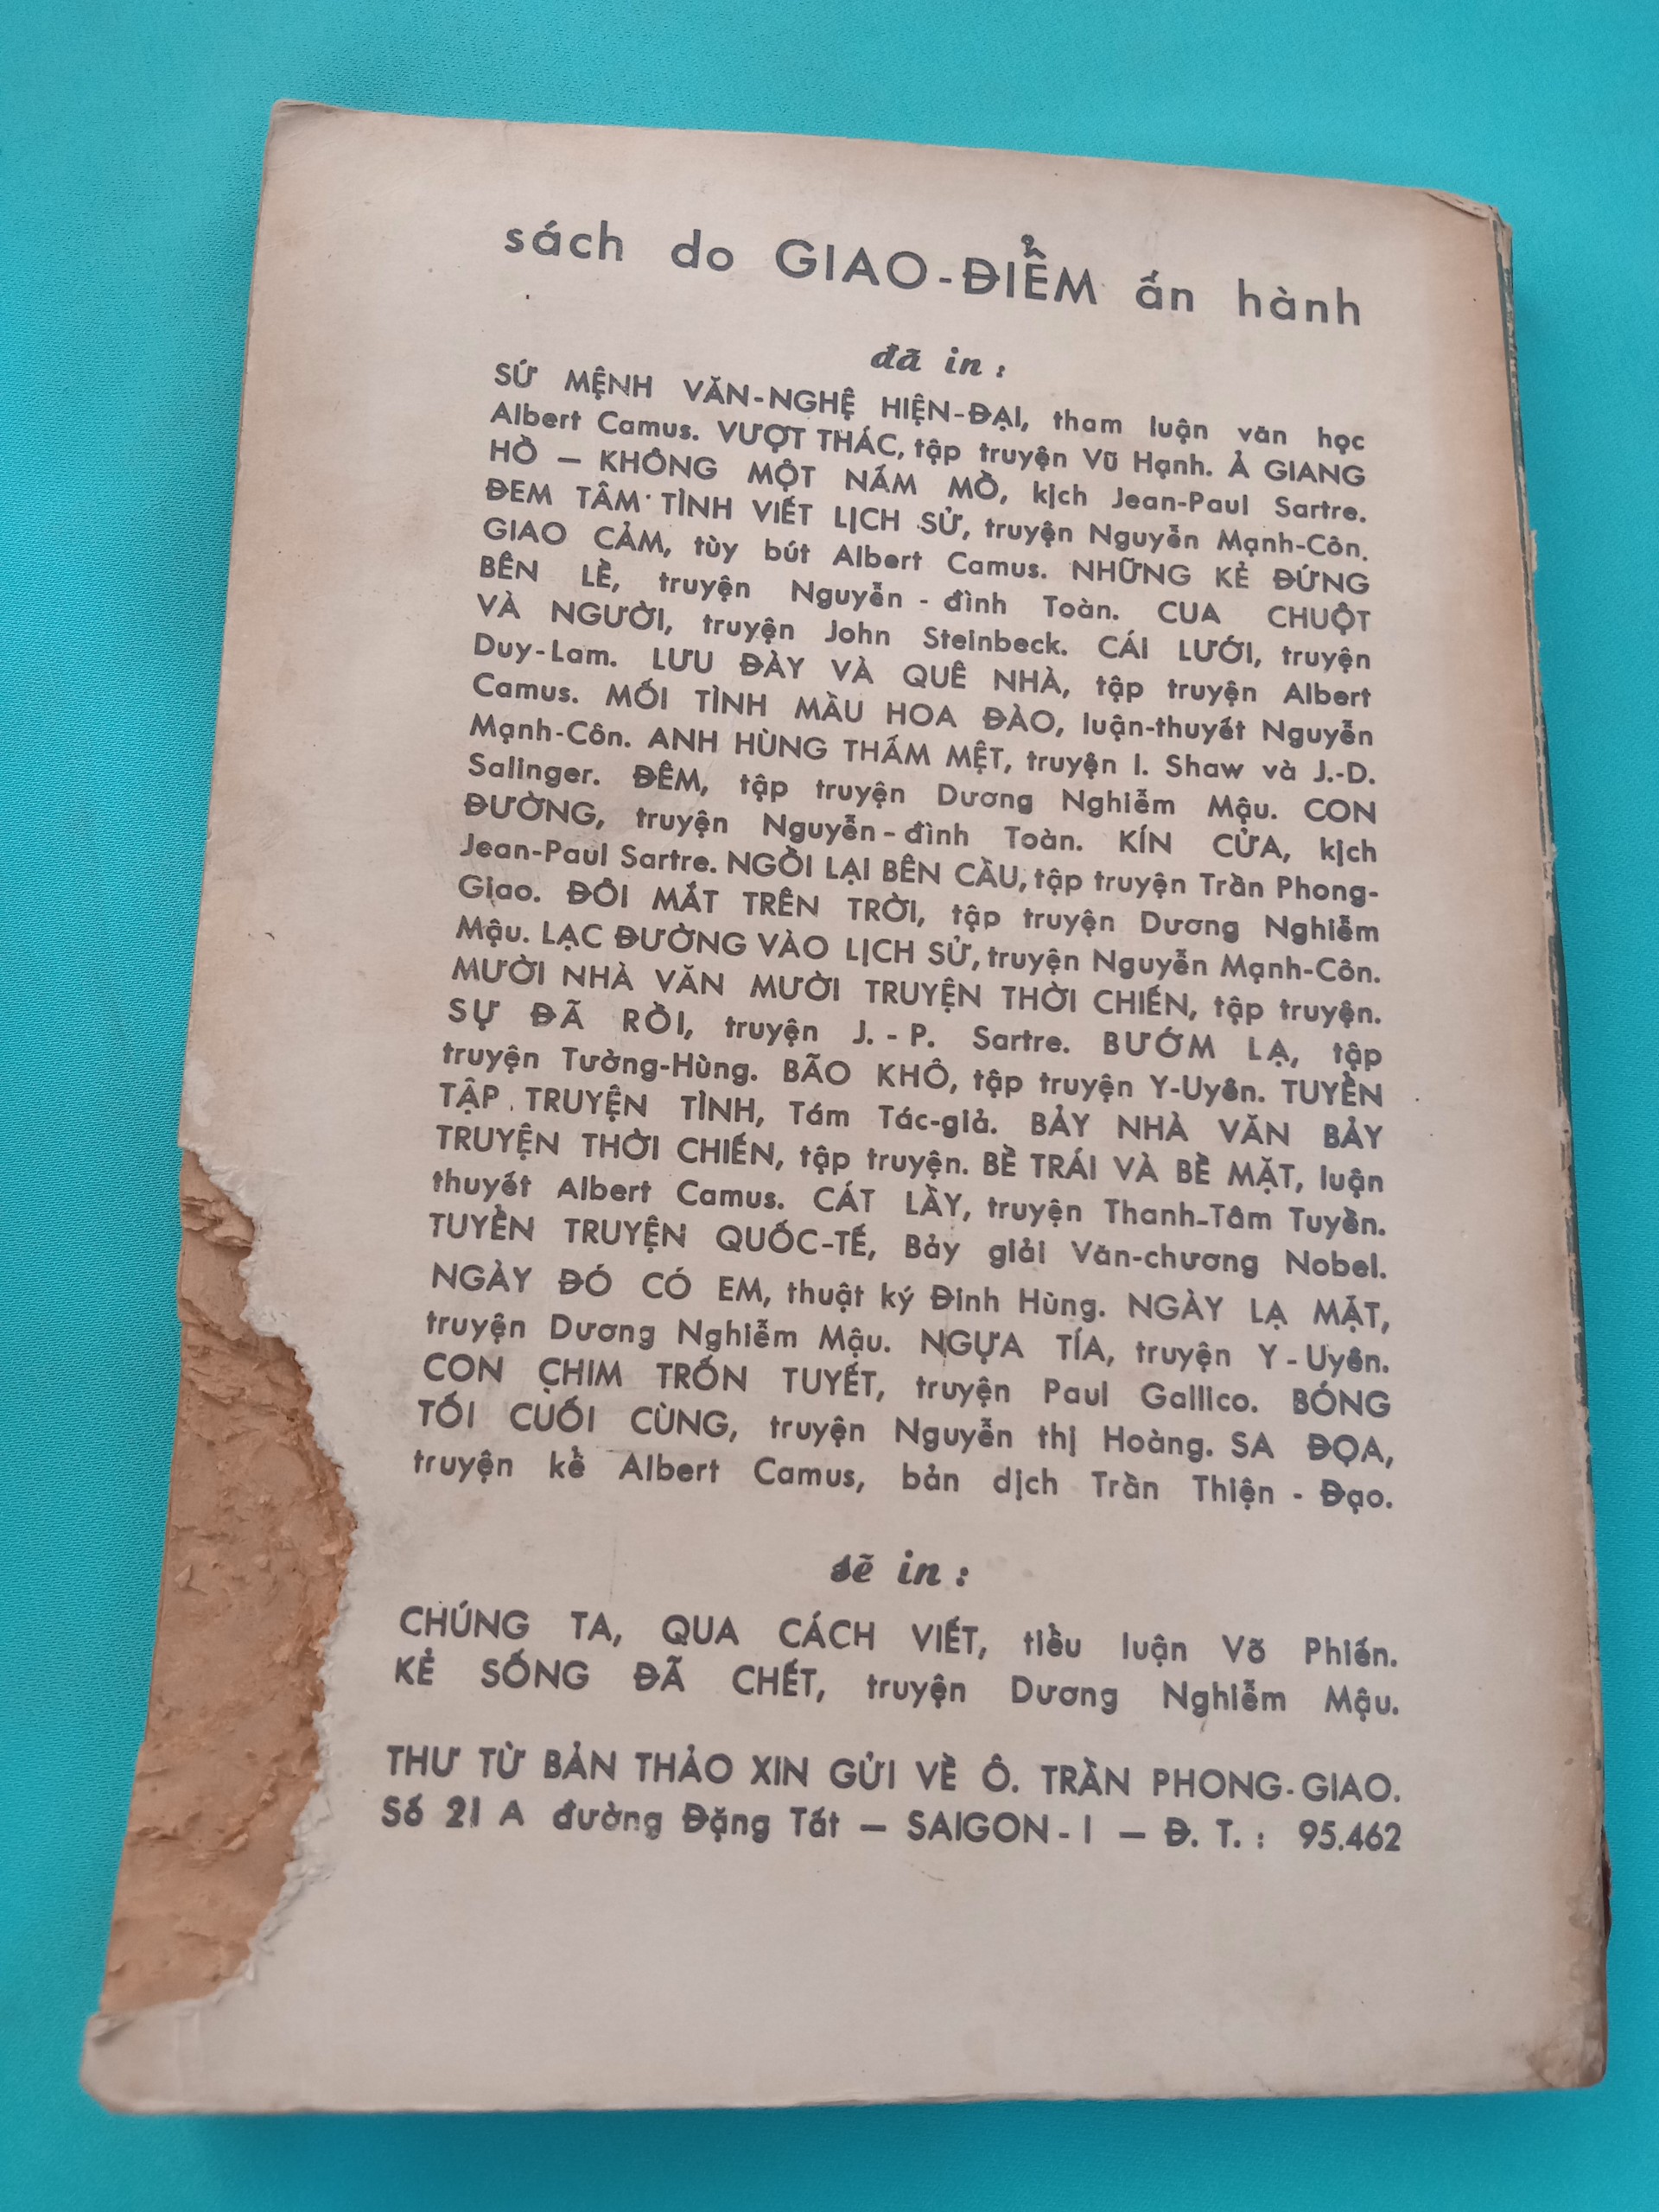 sách do GIAO-ĐIỂM ấn hành
đã in :
SỨ MỆNH VĂN-NGHỆ HIỆN-ĐẠI, tham luận văn học
Albert Camus. VƯỢT THÁC, tập truyện Vũ Hạnh. Ả GIANG
HỒ — KHÔNG MỘT NẤM MỒ, kịch Jean-Paul Sartre.
ĐEM TÂM TÌNH VIẾT LỊCH SỬ, truyện Nguyễn Mạnh-Côn.
GIAO CẢM, tùy bút Albert Camus. NHỮNG KẺ ĐỨNG
BÊN LỀ, truyện Nguyễn - đình Toàn. CUA CHUỘT
VÀ NGƯỜI, truyện John Steinbeck. CÁI LƯỚI, truyện
Duy-Lam. LƯU ĐÀY VÀ QUÊ NHÀ, tập truyện Albert
Camus. MỐI TÌNH MẦU HOA ĐÀO, luận-thuyết Nguyễn
Mạnh-Côn. ANH HÙNG THẤM MỆT, truyện I. Shaw và J.-D.
Salinger. ĐÊM, tập truyện Dương Nghiễm Mậu. CON
ĐƯỜNG, truyện Nguyễn - đình Toàn. KÍN CỬA, kịch
Jean-Paul Sartre. NGỒI LẠI BÊN CẦU, tập truyện Trần Phong-
Giao. ĐÔI MẮT TRÊN TRỜI, tập truyện Dương Nghiễm
Mậu. LẠC ĐƯỜNG VÀO LỊCH SỬ, truyện Nguyễn Mạnh-Côn.
MƯỜI NHÀ VĂN MƯỜI TRUYỆN THỜI CHIẾN, tập truyện.
SỰ ĐÃ RỒI, truyện J. - P. Sartre. BƯỚM LẠ, tập
truyện Tường-Hùng. BÃO KHÔ, tập truyện Y-Uyên. TUYỂN
TẬP TRUYỆN TÌNH, Tám Tác-giả. BẢY NHÀ VĂN BẢY
TRUYỆN THỜI CHIẾN, tập truyện. BỀ TRÁI VÀ BỀ MẶT, luận
thuyết Albert Camus. CÁT LẦY, truyện Thanh-Tâm Tuyền.
TUYỂN TRUYỆN QUỐC-TẾ, Bảy giải Văn-chương Nobel.
NGÀY ĐÓ CÓ EM, thuật ký Đinh Hùng. NGÀY LẠ MẶT,
truyện Dương Nghiễm Mậu. NGỰA TÍA, truyện Y - Uyên.
CON CHIM TRỐN TUYẾT, truyện Paul Gallico. BÓNG
TỐI CUỐI CÙNG, truyện Nguyễn thị Hoàng. SA ĐỌA,
truyện kể Albert Camus, bản dịch Trần Thiện - Đạo.
sẽ in :
CHÚNG TA, QUA CÁCH VIẾT, tiểu luận Võ Phiến.
KẺ SỐNG ĐÃ CHẾT, truyện Dương Nghiễm Mậu.
THƯ TỪ BẢN THẢO XIN GỬI VỀ Ô. TRẦN PHONG-GIAO.
Số 21 A đường Đặng Tất — SAIGON - I — Đ. T. : 95.462